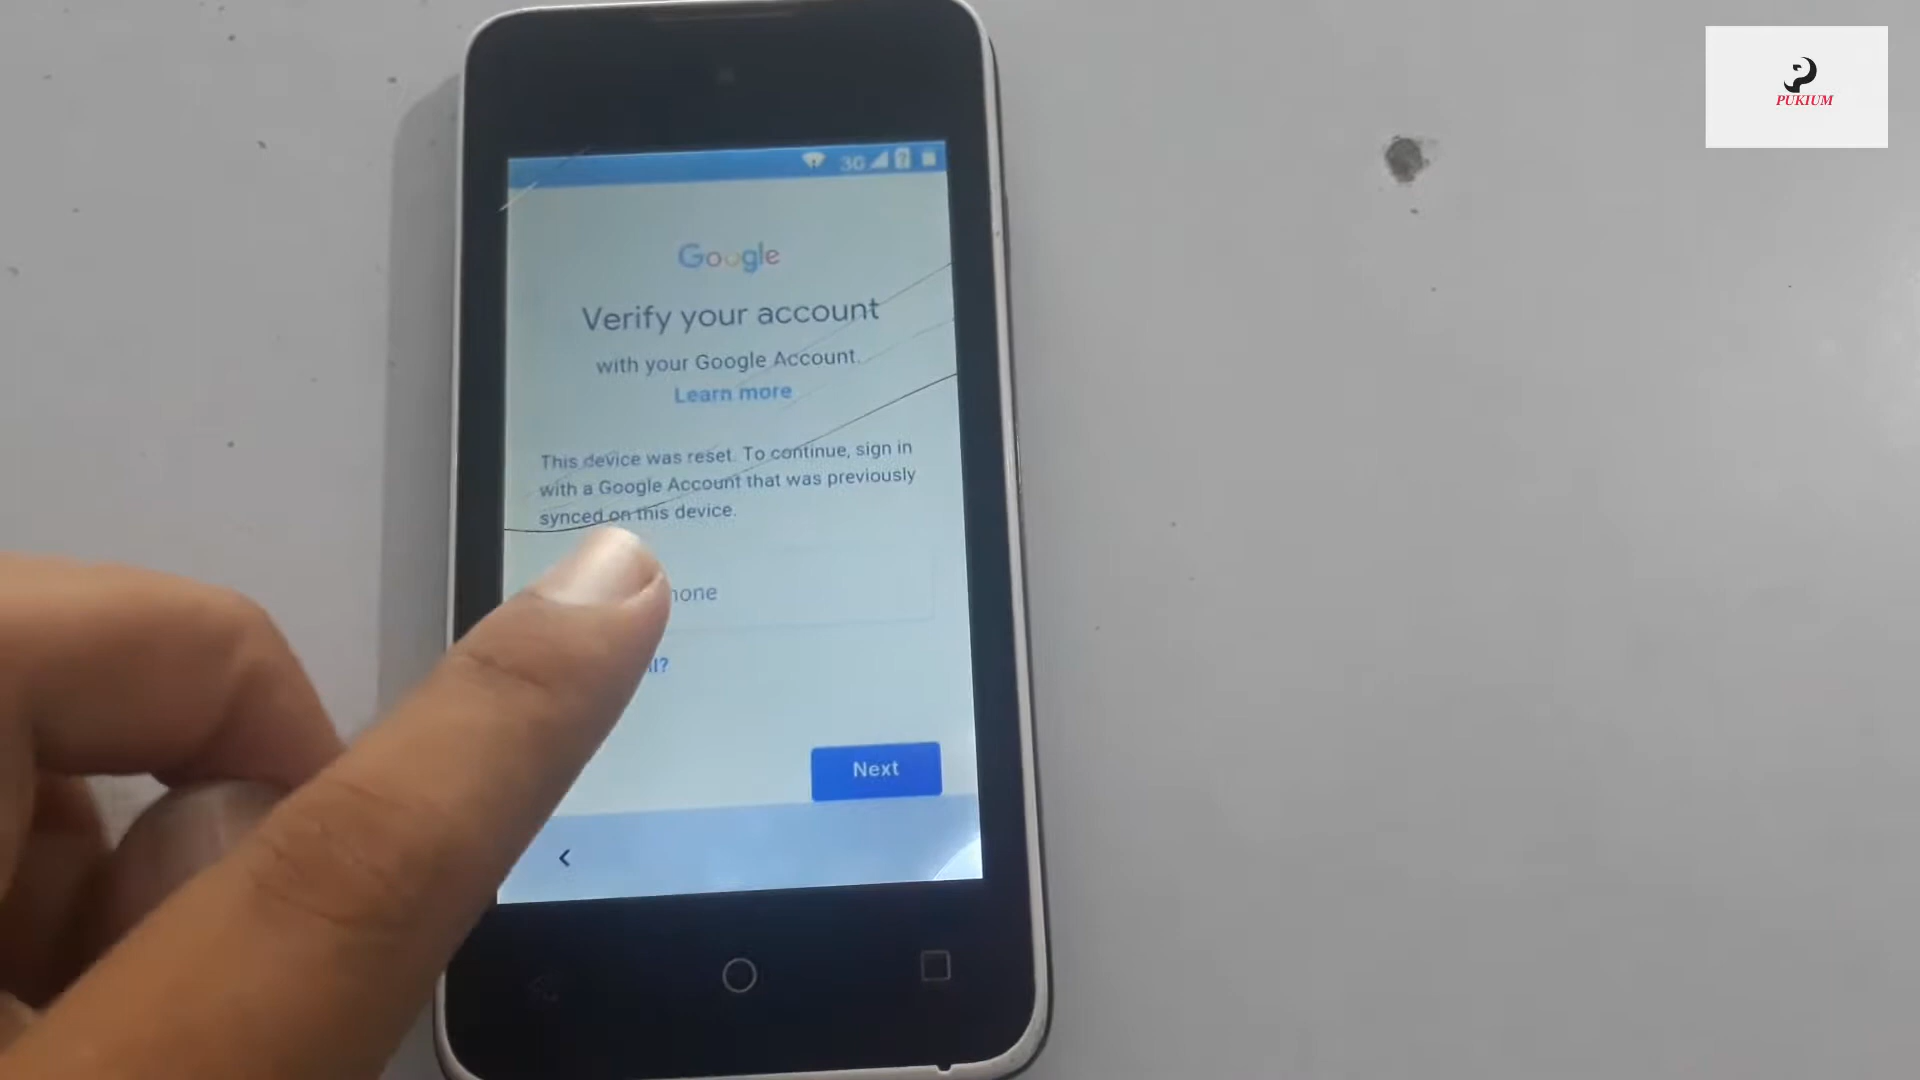 PUKIUM
3G
Google
Verify your account
with your Google Account.
Learn more
This device was reset. To continue, sign in
with a Google Account that was previously
synced on this device.
Next